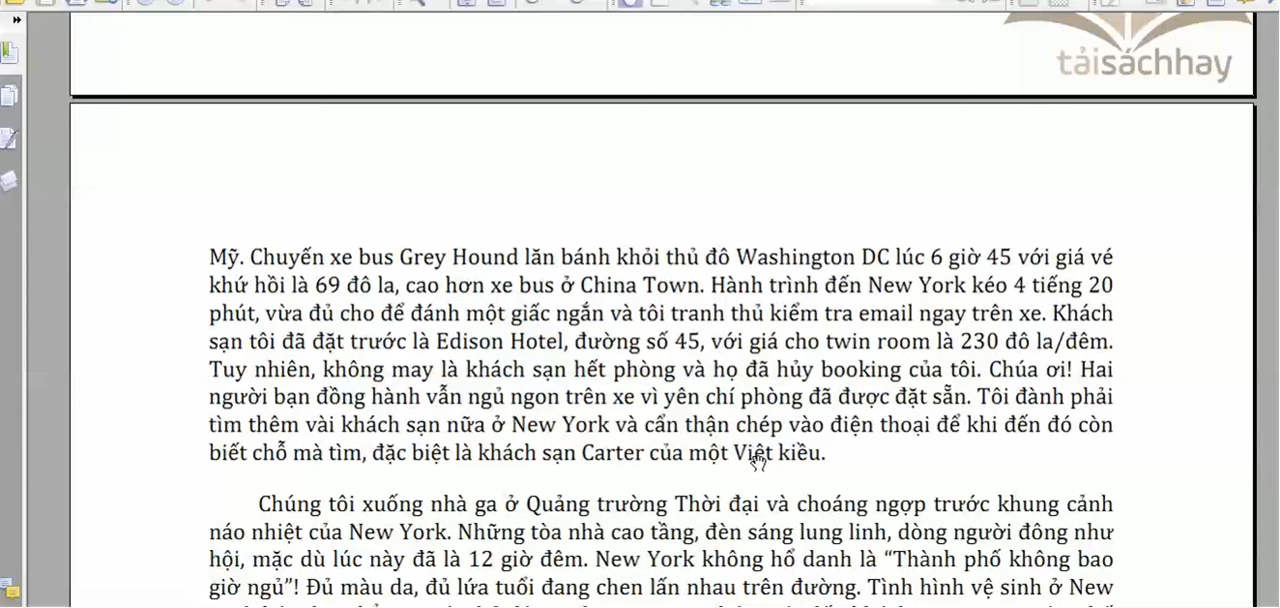 tảisáchhay
Mỹ. Chuyến xe bus Grey Hound lăn bánh khỏi thủ đô Washington DC lúc 6 giờ 45 với giá vé
khứ hồi là 69 đô la, cao hơn xe bus ở China Town. Hành trình đến New York kéo 4 tiếng 20
phút, vừa đủ cho để đánh một giấc ngắn và tôi tranh thủ kiểm tra email ngay trên xe. Khách
sạn tôi đã đặt trước là Edison Hotel, đường số 45, với giá cho twin room là 230 đô la/đêm.
Tuy nhiên, không may là khách sạn hết phòng và họ đã hủy booking của tôi. Chúa ơi! Hai
người bạn đồng hành vẫn ngủ ngon trên xe vì yên chí phòng đã được đặt sẵn. Tôi đành phải
tìm thêm vài khách sạn nữa ở New York và cẩn thận chép vào điện thoại để khi đến đó còn
biết chỗ mà tìm, đặc biệt là khách sạn Carter của một Việt kiều.
Chúng tôi xuống nhà ga ở Quảng trường Thời đại và choáng ngợp trước khung cảnh
náo nhiệt của New York. Những tòa nhà cao tầng, đèn sáng lung linh, dòng người đông như
hội, mặc dù lúc này đã là 12 giờ đêm. New York không hổ danh là “Thành phố không bao
giờ ngủ”! Đủ màu da, đủ lứa tuổi đang chen lấn nhau trên đường. Tình hình vệ sinh ở New